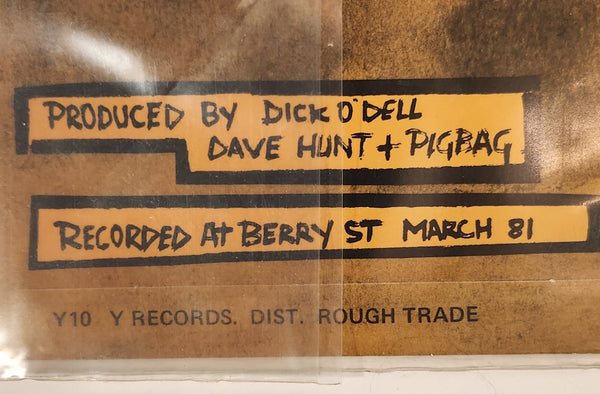 PRODUCED BY DICK O'DELL
DAVE HUNT + PIGBAG
RECORDED At BERRY ST MARCH 81
Y10 Y RECORDS. DIST. ROUGH TRADE